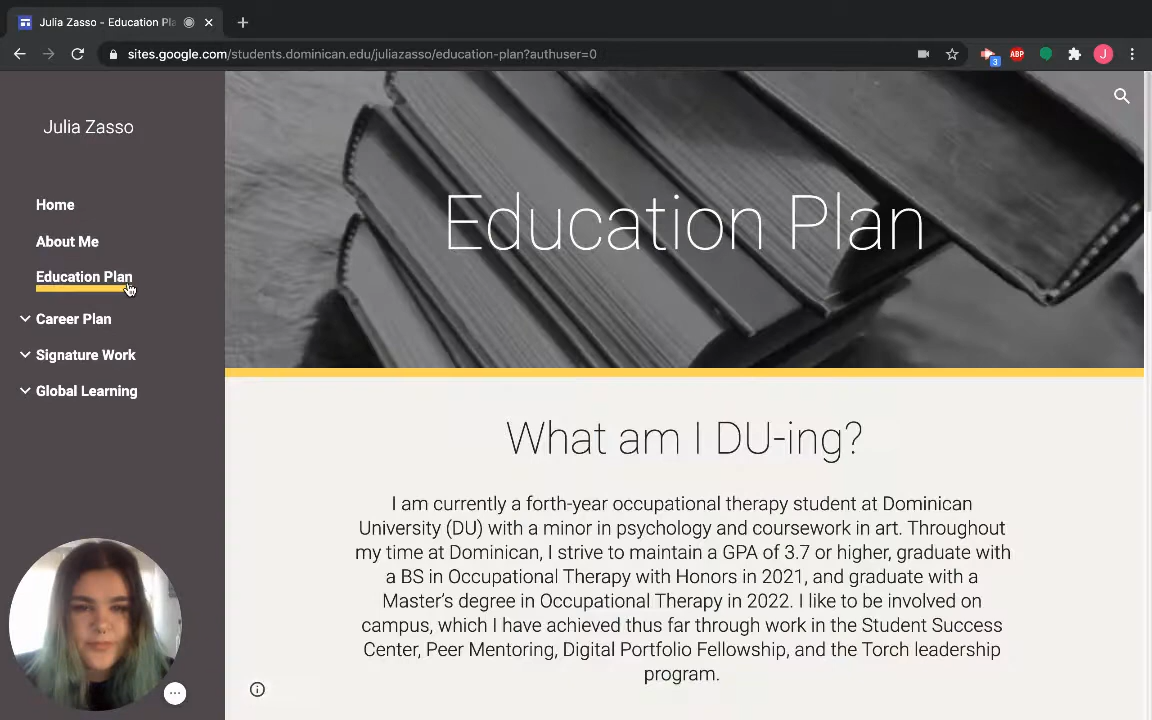 Julia Zasso - Education Pla
sites.google.com/students.dominican.edu/juliazasso/education-plan?authuser=0
3
ABP
J
Julia Zasso
Home
About Me
Education Plan
Career Plan
Signature Work
Global Learning
Education Plan
What am I DU-ing?
I am currently a forth-year occupational therapy student at Dominican
University (DU) with a minor in psychology and coursework in art. Throughout
my time at Dominican, I strive to maintain a GPA of 3.7 or higher, graduate with
a BS in Occupational Therapy with Honors in 2021, and graduate with a
Master's degree in Occupational Therapy in 2022. I like to be involved on
campus, which I have achieved thus far through work in the Student Success
Center, Peer Mentoring, Digital Portfolio Fellowship, and the Torch leadership
program.